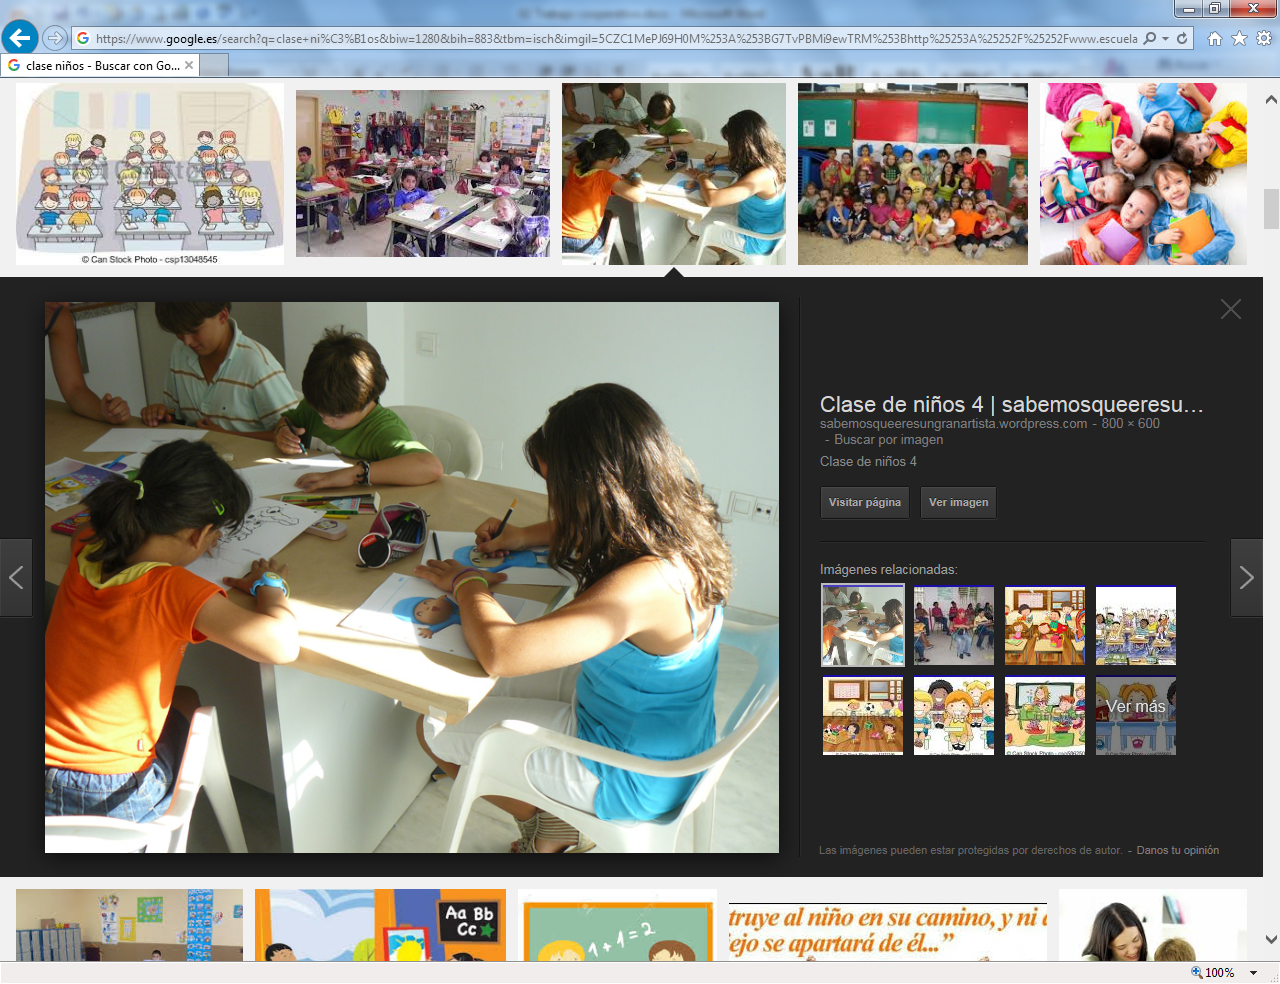 https://www.google.es/search?q=clase+ni%C3%B1os&biw=1280&bih=883&tbm=isch&imgil=5CZC1MePJ69H0M%253A%253BG7TvPBMi9ewTRM%253Bhttp%25253A%25252F%25252Fwww.escuela
clase niños - Buscar con Go...
© Can Stock Photo - csp13048545
Clase de niños 4 | sabemosqueeresu...
sabemosqueeresungranartista.wordpress.com - 800 × 600
- Buscar por imagen
Clase de niños 4
Visitar página
Ver imagen
Imágenes relacionadas:
Ver más
Las imágenes pueden estar protegidas por derechos de autor. - Danos tu opinión
Aa Bb
Cc
1+1=2
truye al niño en su camino, y ni
ejo se apartará de él..."
100%